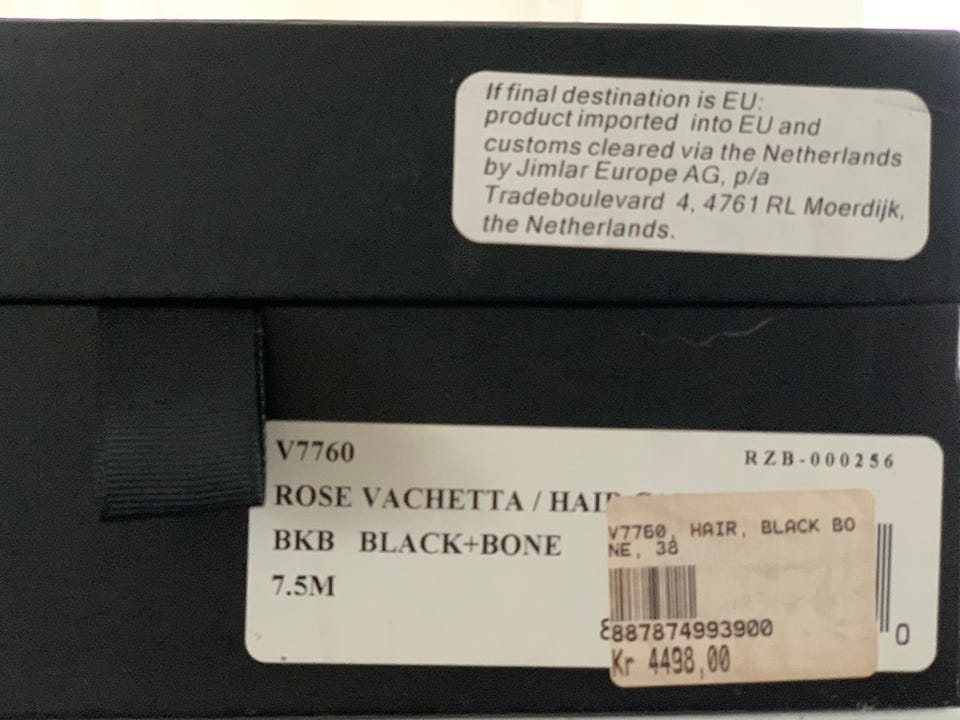 If final destination is EU:
product imported into EU and
customs cleared via the Netherlands
by Jimlar Europe AG, p/a
Tradeboulevard 4, 4761 RL Moerdijk,
the Netherlands.
V7760
RZB-000256
ROSE VACHETTA / HAIR
BKB BLACK+BONE
7.5M
V7760, HAIR, BLACK BO
NE, 38
887874993900
0
Kr 4498,00